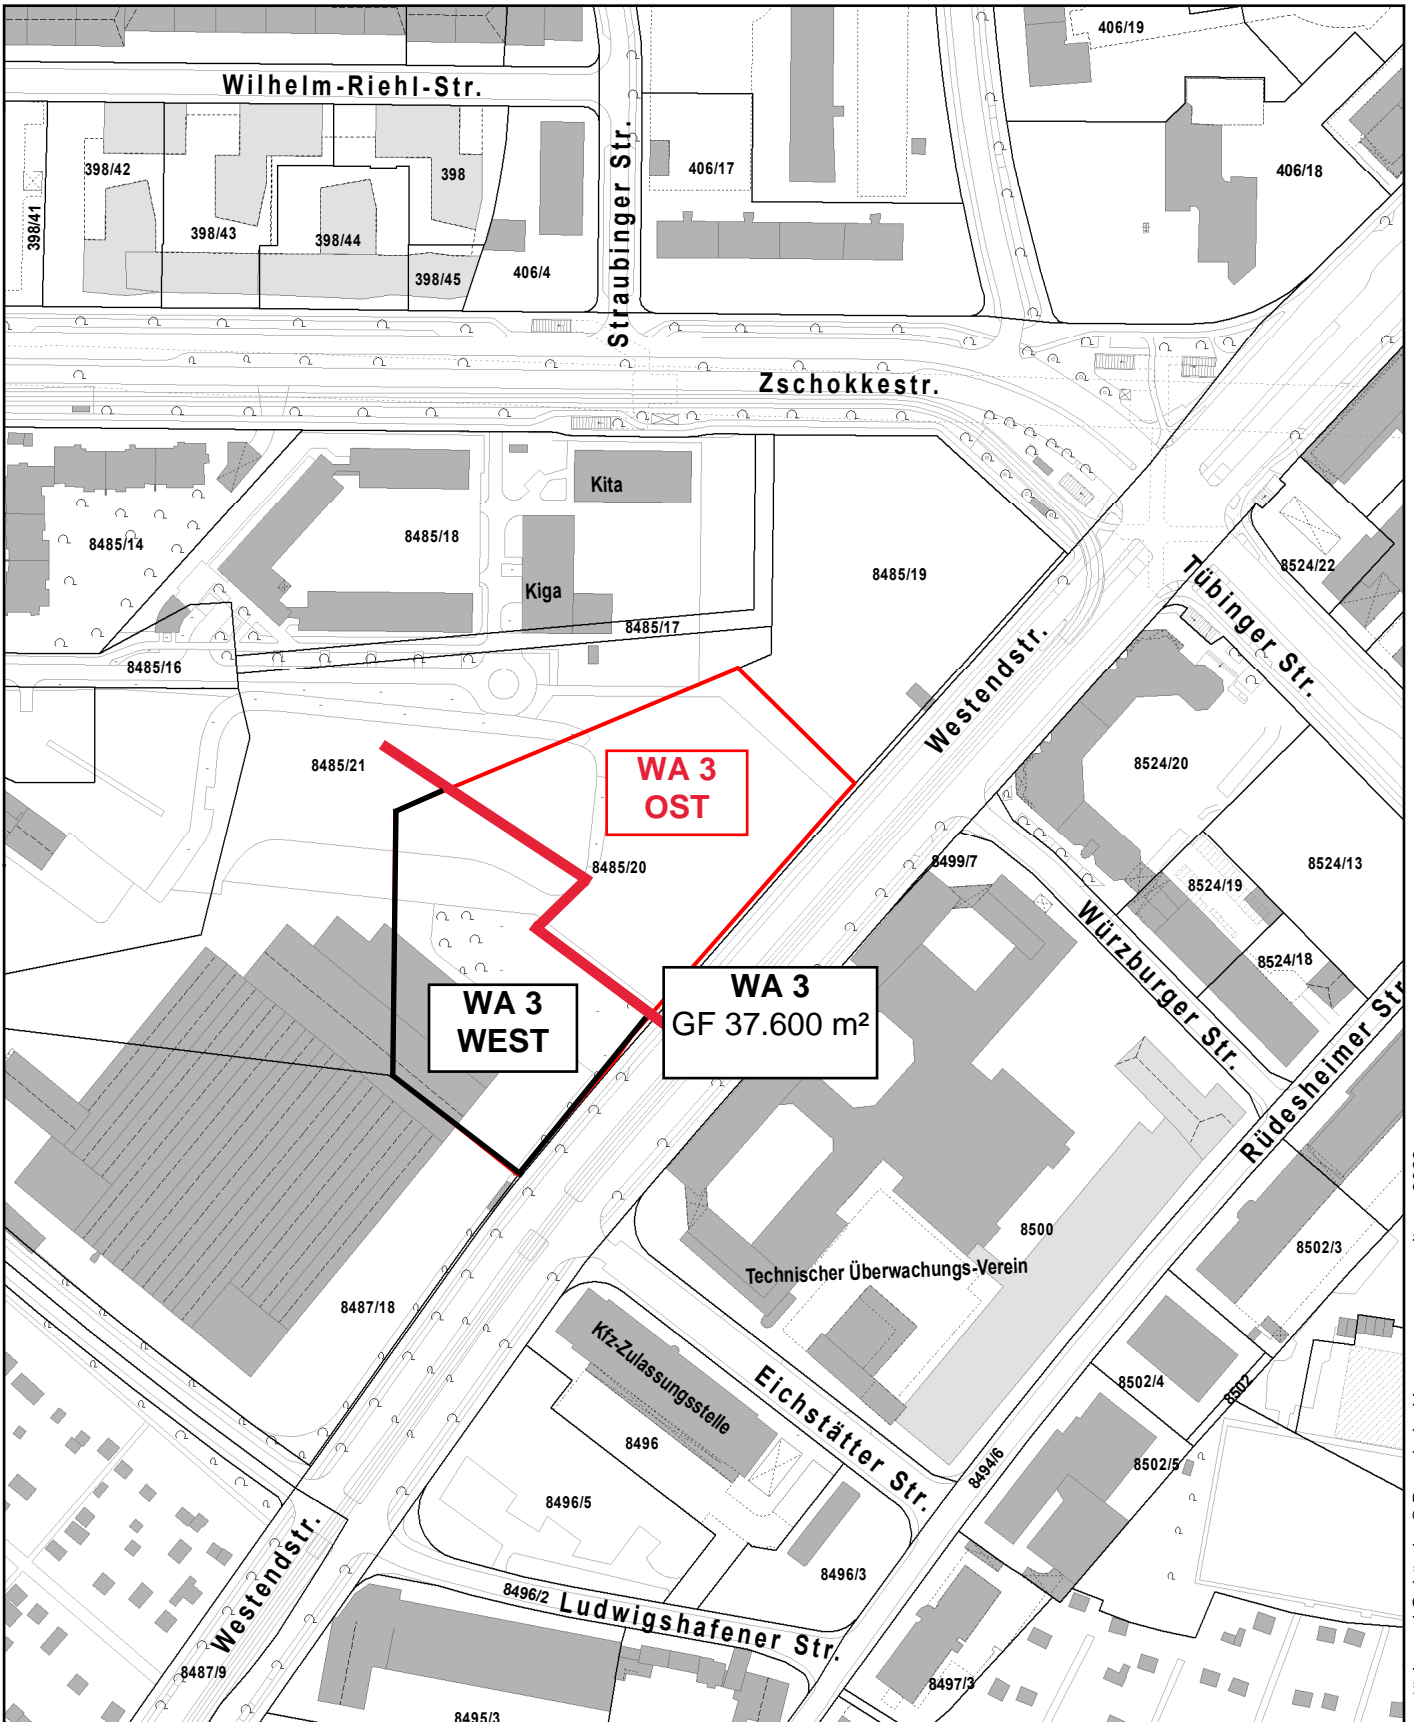 406/19
Wilhelm-Riehl-Str.
Straubinger Str.
398/42
398
406/17
406/18
398/41
398/43
398/44
398/45
406/4
Zschokkestr.
Kita
8485/14
8485/18
8485/19
8524/22
Tübinger Str.
Kiga
8485/17
8485/16
Westendstr.
8485/21
WA 3
OST
8524/20
8485/20
8499/7
8524/13
8524/19
Würzburger Str.
8524/18
WA 3
WEST
WA 3
GF 37.600 m²
Rüdesheimer Str
8500
8502/3
Technischer Überwachungs-Verein
8487/18
Kfz-Zulassungsstelle
Eichstätter Str.
8502/4
8502
8496
8494/6
8502/5
8496/5
Westendstr.
8496/3
8496/2
Ludwigshafener Str.
8487/9
8497/3
8495/3